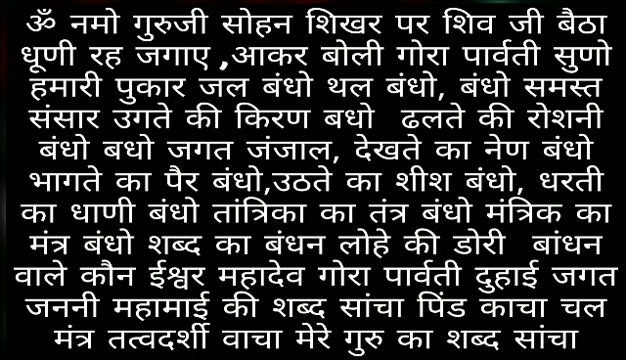 ॐ नमो गुरुजी सोहन शिखर पर शिव जी बैठा
धूणी रह जगाए ,आकर बोली गोरा पार्वती सुणो
हमारी पुकार जल बंधो थल बंधो, बंधो समस्त
संसार उगते की किरण बधो ढलते की रोशनी
बंधो बधो जगत जंजाल, देखते का नेण बंधो
भागते का पैर बंधो,उठते का शीश बंधो, धरती
का धाणी बंधो तांत्रिका का तंत्र बंधो मंत्रिक का
मंत्र बंधो शब्द का बंधन लोहे की डोरी बांधन
वाले कौन ईश्वर महादेव गोरा पार्वती दुहाई जगत
जननी महामाई की शब्द सांचा पिंड काचा चल
मंत्र तत्वदर्शी वाचा मेरे गुरु का शब्द सांचा